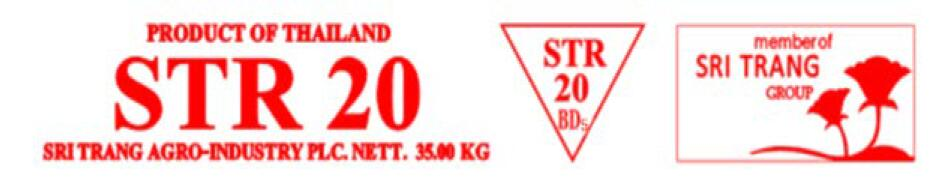 PRODUCT OF THAILAND
STR 20
SRI TRANG AGRO-INDUSTRY PLC. NETT. 35.00 KG
STR
20
BDs
member of
SRI TRANG
GROUP